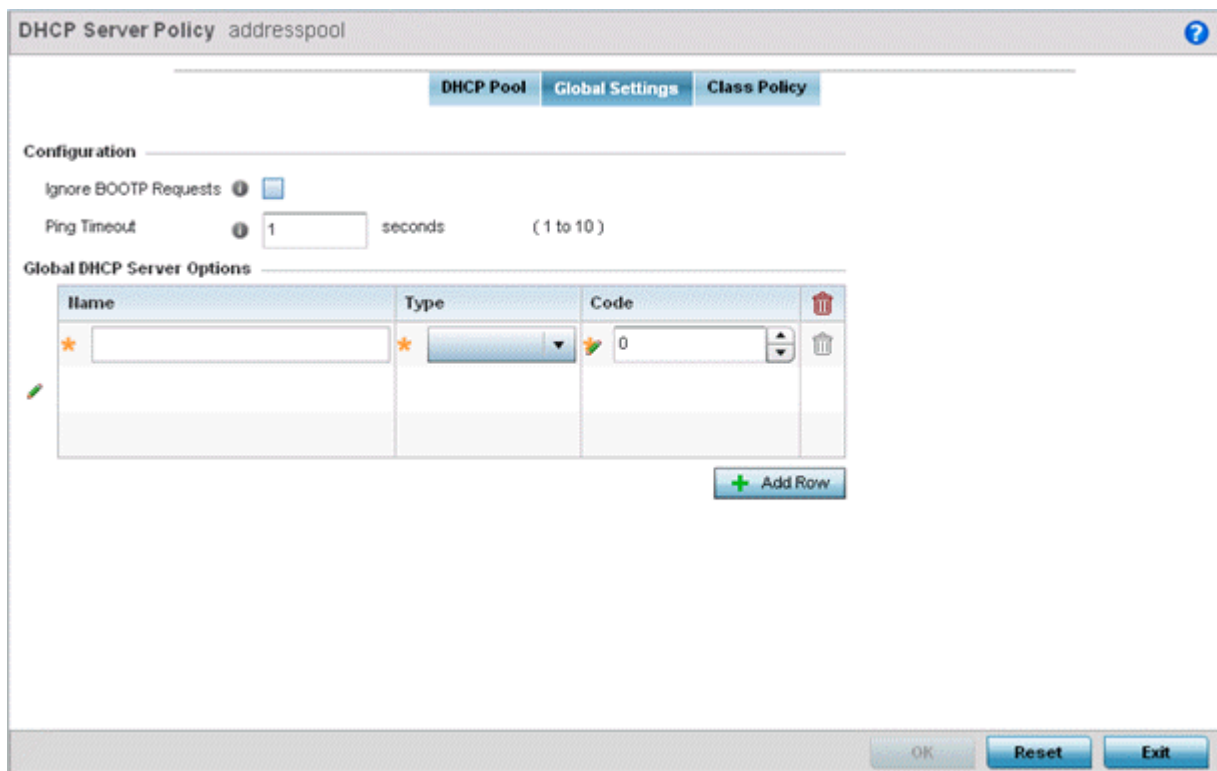 DHCP Server Policy addresspool
?
DHCP Pool Global Settings Class Policy
Configuration
Ignore BOOTP Requests
Ping Timeout 1 seconds ( 1 to 10 )
Global DHCP Server Options
Name Type Code
0
Add Row
OK Reset Exit